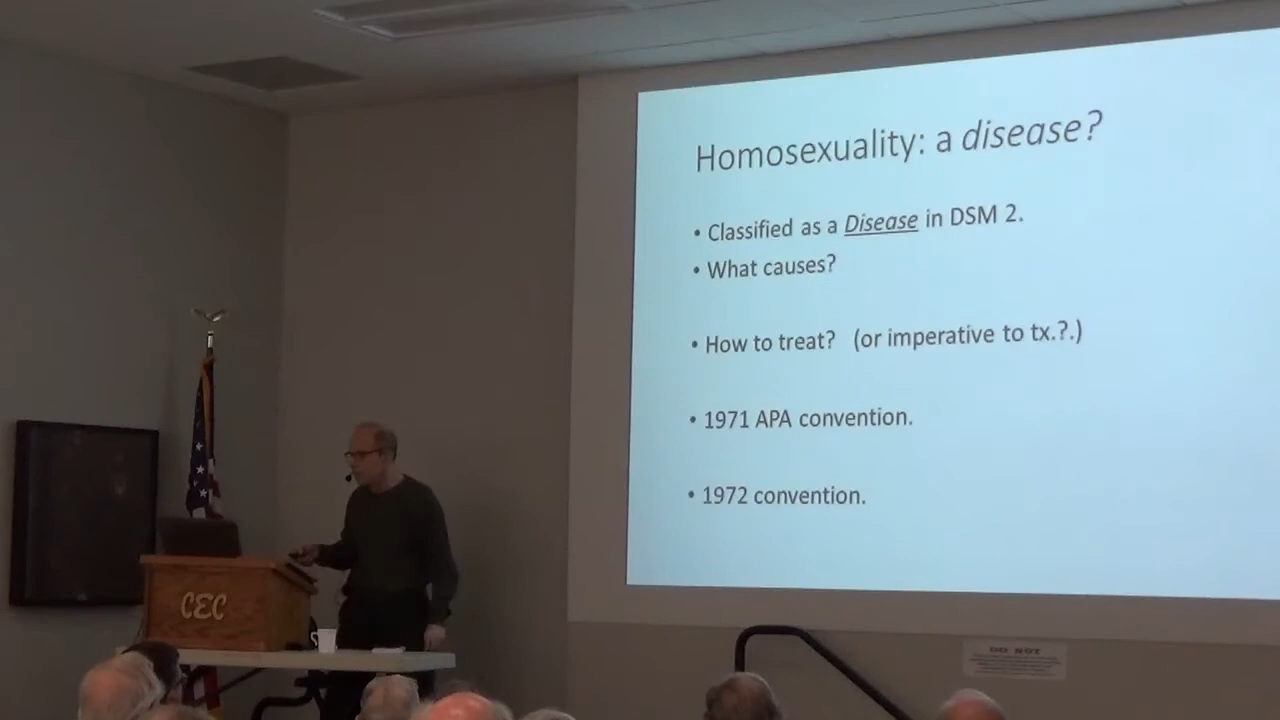 Homosexuality: a disease?
• Classified as a Disease in DSM 2.
• What causes?
• How to treat? (or imperative to tx.?.)
• 1971 APA convention.
• 1972 convention.
CEC
DO NOT